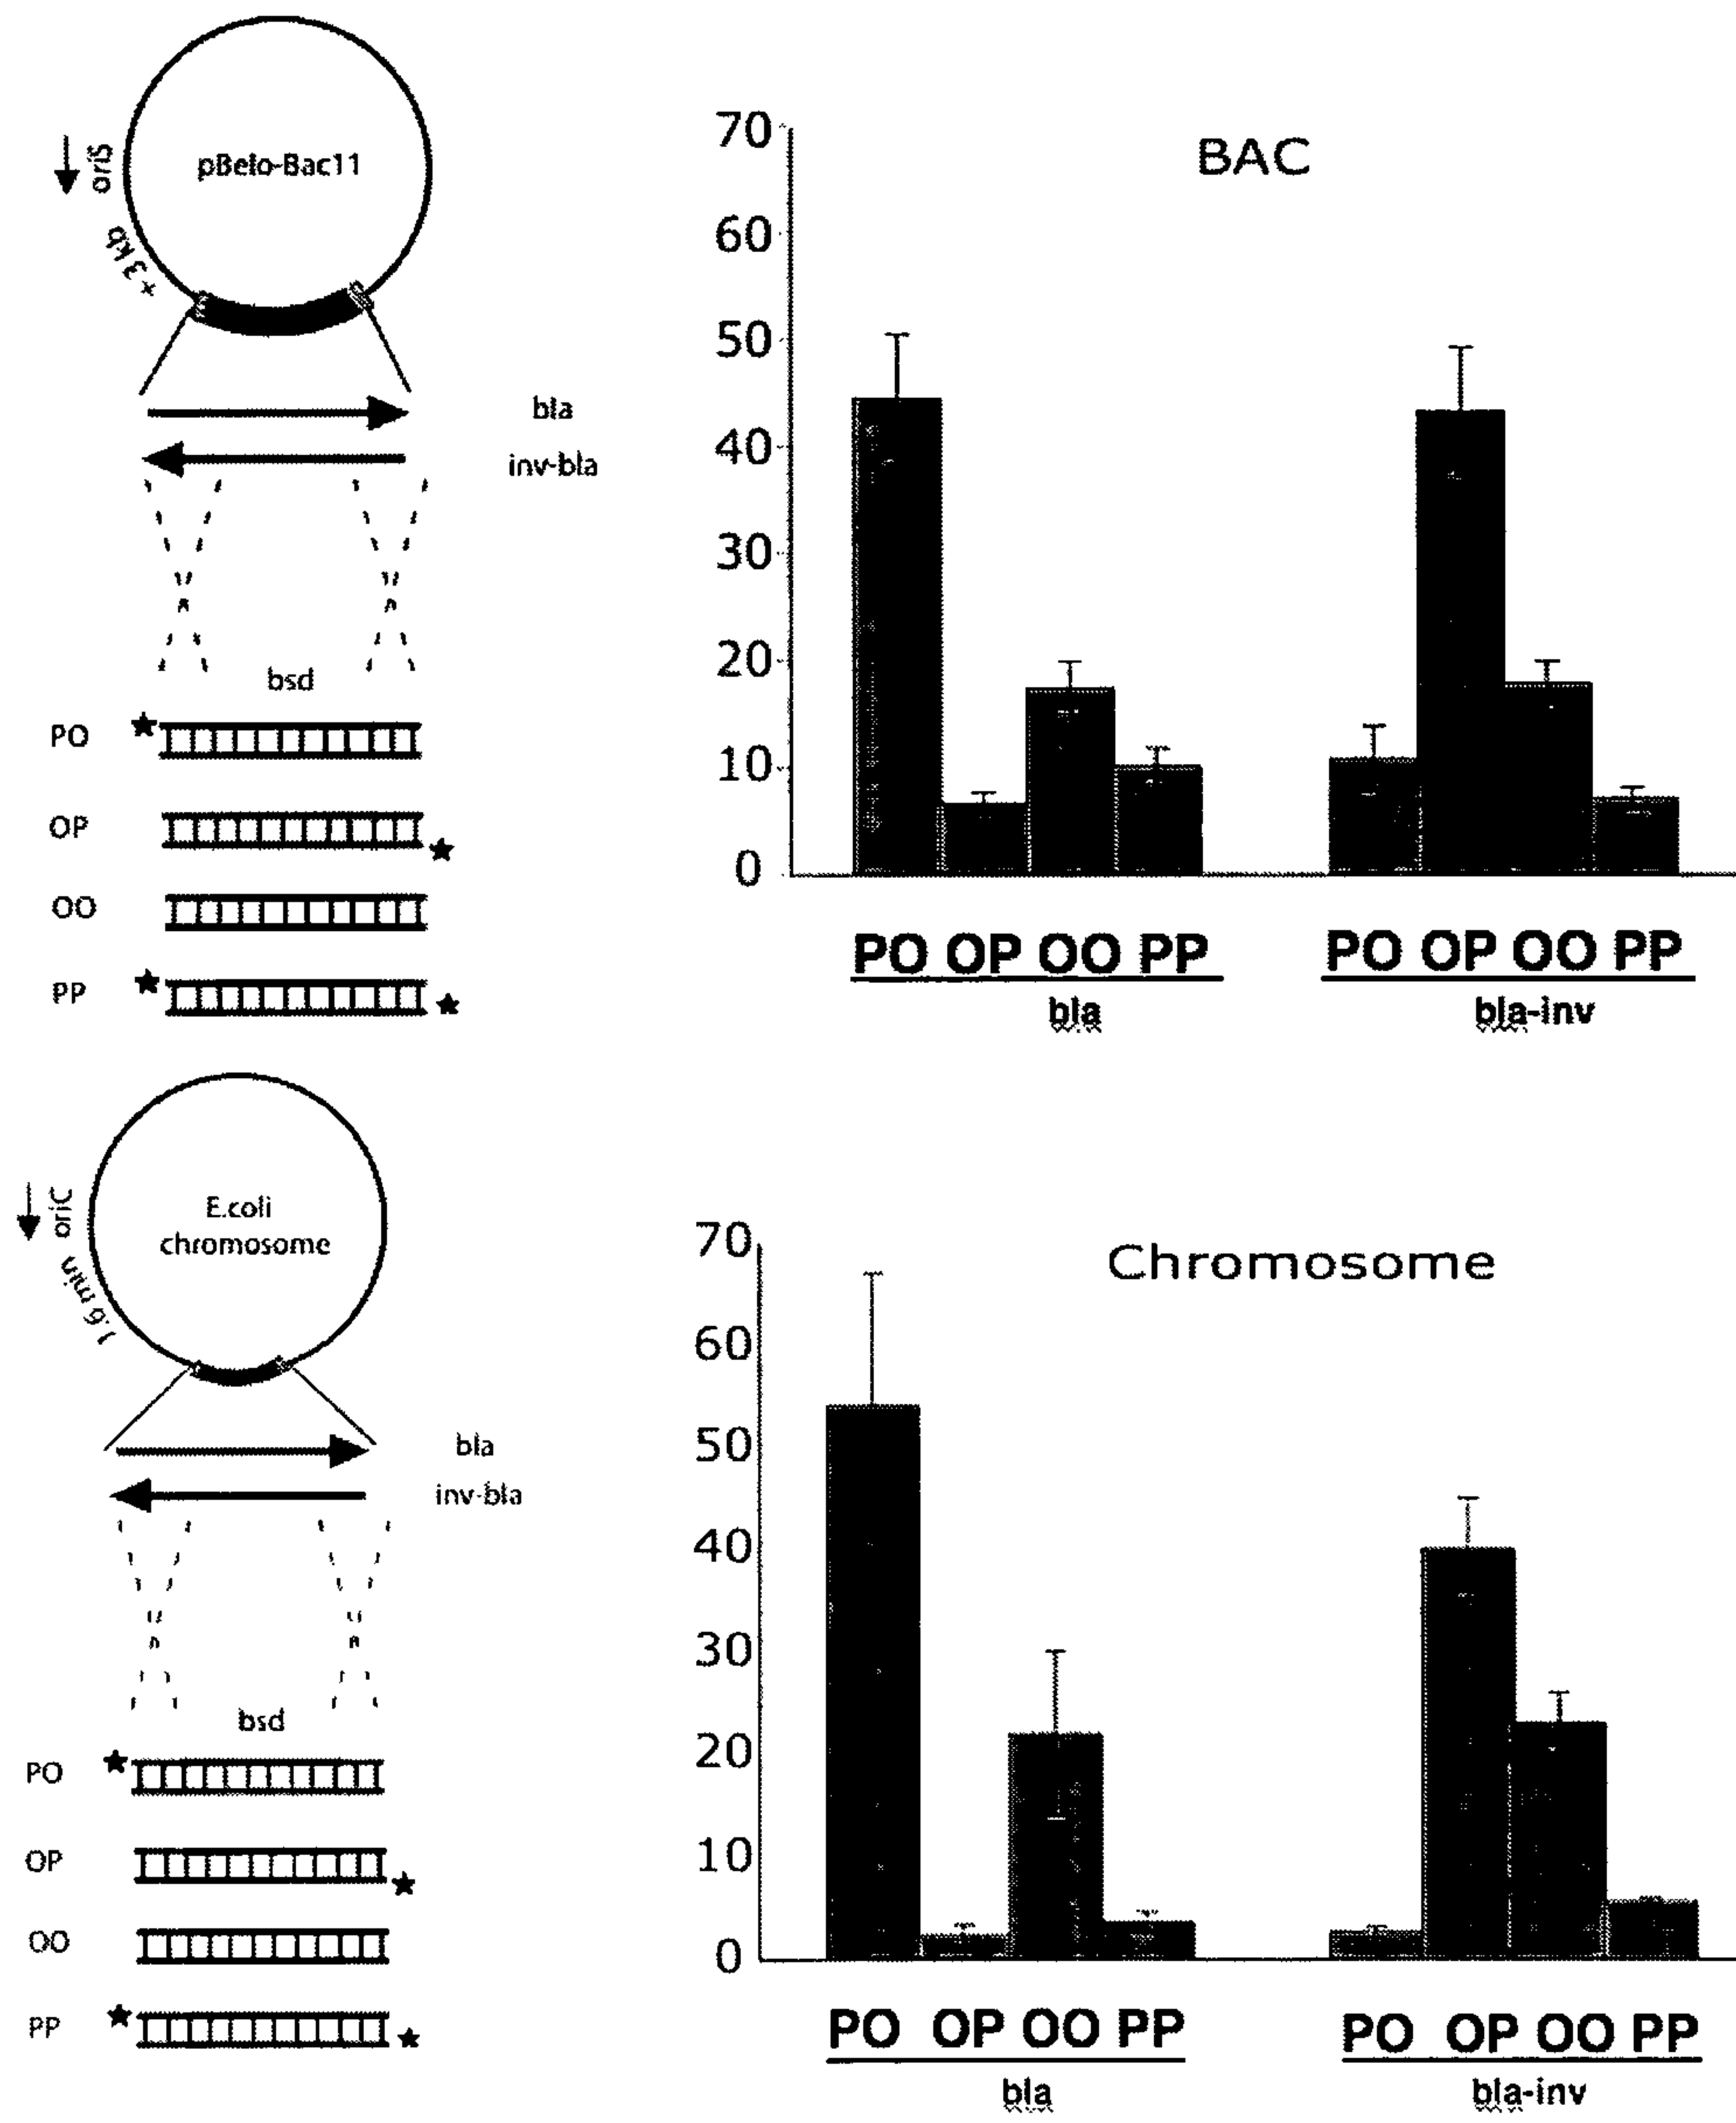 oriS
pBelo-Bac11
+ 3 kb
bla
inv-bla
bsd
PO
OP
OO
PP
BAC
70
60
50
40
30
20
10
0
PO OP OO PP
bla
PO OP OO PP
bla-inv
oriC
E.coli
chromosome
1.6 min
bla
inv-bla
bsd
PO
OP
OO
PP
Chromosome
70
60
50
40
30
20
10
0
PO OP OO PP
bla
PO OP OO PP
bla-inv